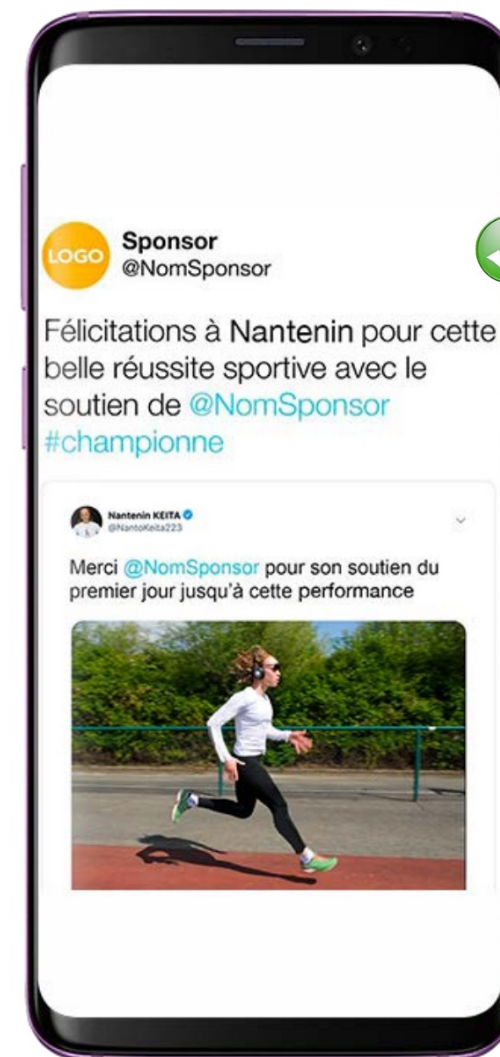 LOGO
Sponsor
@NomSponsor
Félicitations à Nantenin pour cette
belle réussite sportive avec le
soutien de @NomSponsor
#championne
Nantenin KEITA
@NantoKeita223
Merci @NomSponsor pour son soutien du
premier jour jusqu'à cette performance